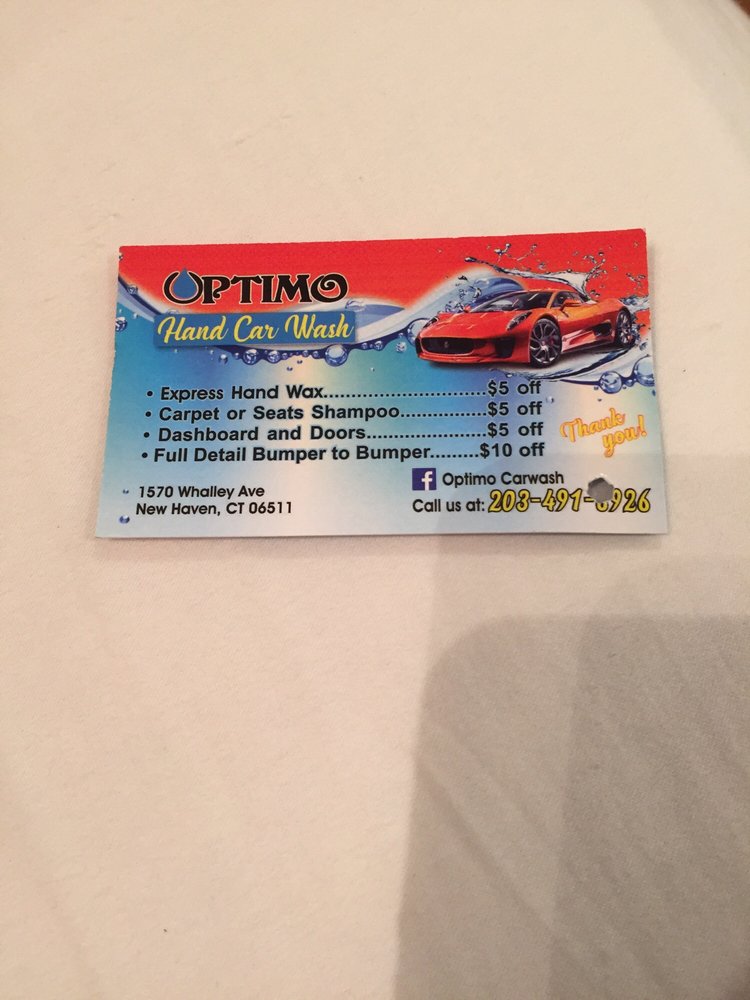 OPTIMO
Hand Car Wash
• Express Hand Wax............................$5 off
• Carpet or Seats Shampoo...............$5 off
• Dashboard and Doors.....................$5 off
• Full Detail Bumper to Bumper.........$10 off
Thank
you!
1570 Whalley Ave
New Haven, CT 06511
f Optimo Carwash
Call us at: 203-491-